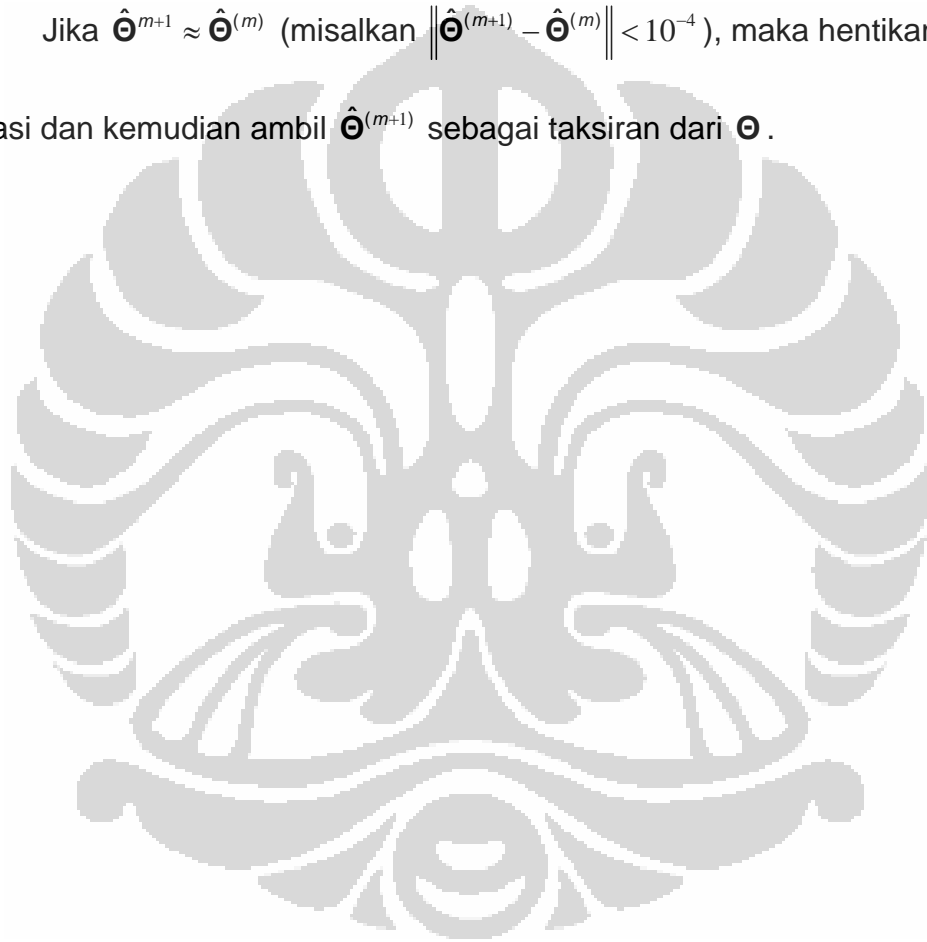 Jika Θ̂^{m+1} ≈ Θ̂^{(m)} (misalkan ‖Θ̂^{(m+1)} − Θ̂^{(m)}‖ < 10^{−4} ), maka hentikan
asi dan kemudian ambil Θ̂^{(m+1)} sebagai taksiran dari Θ .